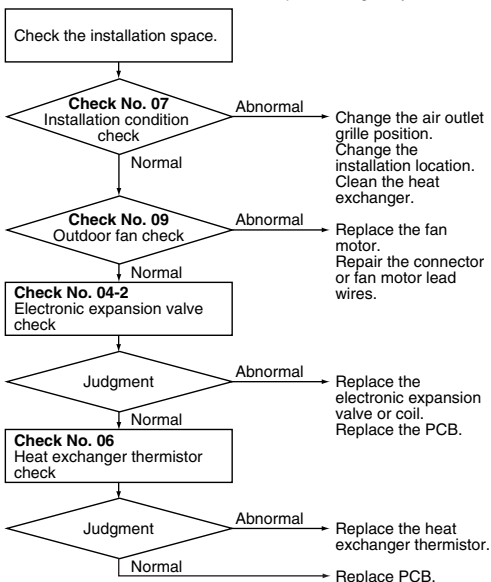 Check the installation space.
Check No. 07
Installation condition
check
Abnormal
Change the air outlet
grille position.
Change the
installation location.
Clean the heat
exchanger.
Normal
Check No. 09
Outdoor fan check
Abnormal
Replace the fan
motor.
Repair the connector
or fan motor lead
wires.
Normal
Check No. 04-2
Electronic expansion valve
check
Judgment
Abnormal
Replace the
electronic expansion
valve or coil.
Replace the PCB.
Normal
Check No. 06
Heat exchanger thermistor
check
Judgment
Abnormal
Replace the heat
exchanger thermistor.
Normal
Replace PCB.